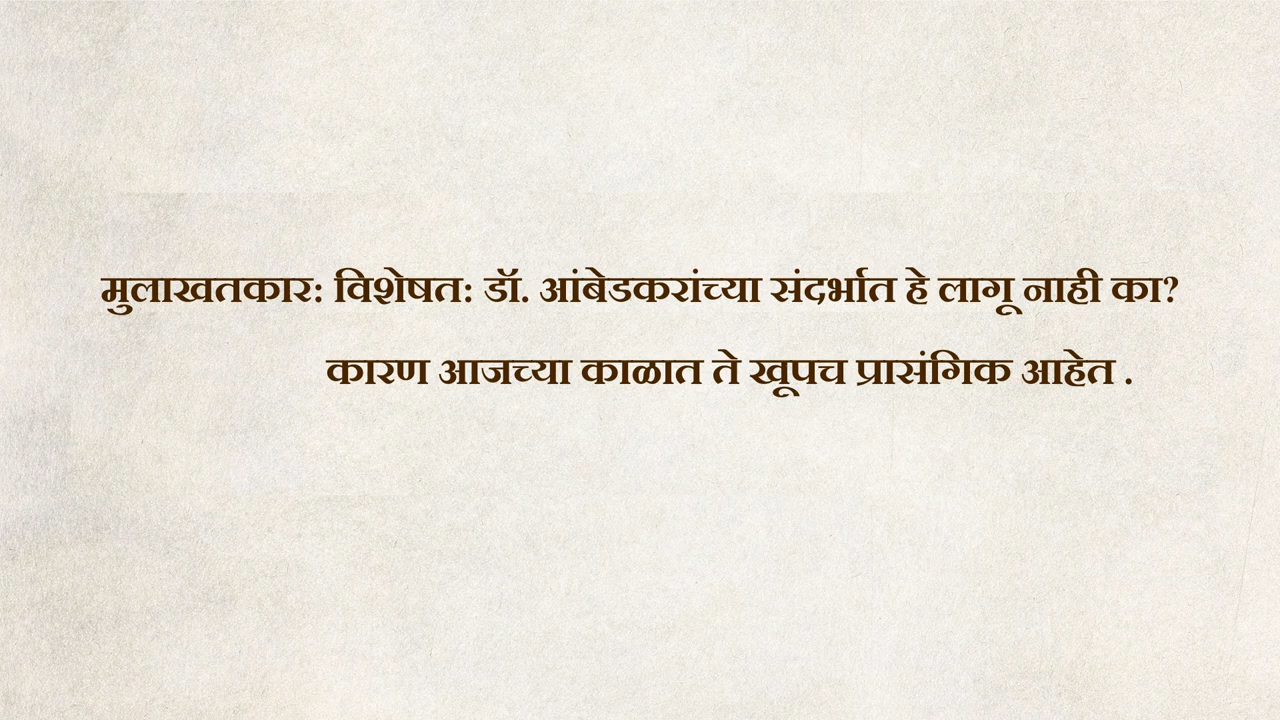 मुलाखतकार: विशेषत: डॉ. आंबेडकरांच्या संदर्भात हे लागू नाही का?
कारण आजच्या काळात ते खूपच प्रासंगिक आहेत .